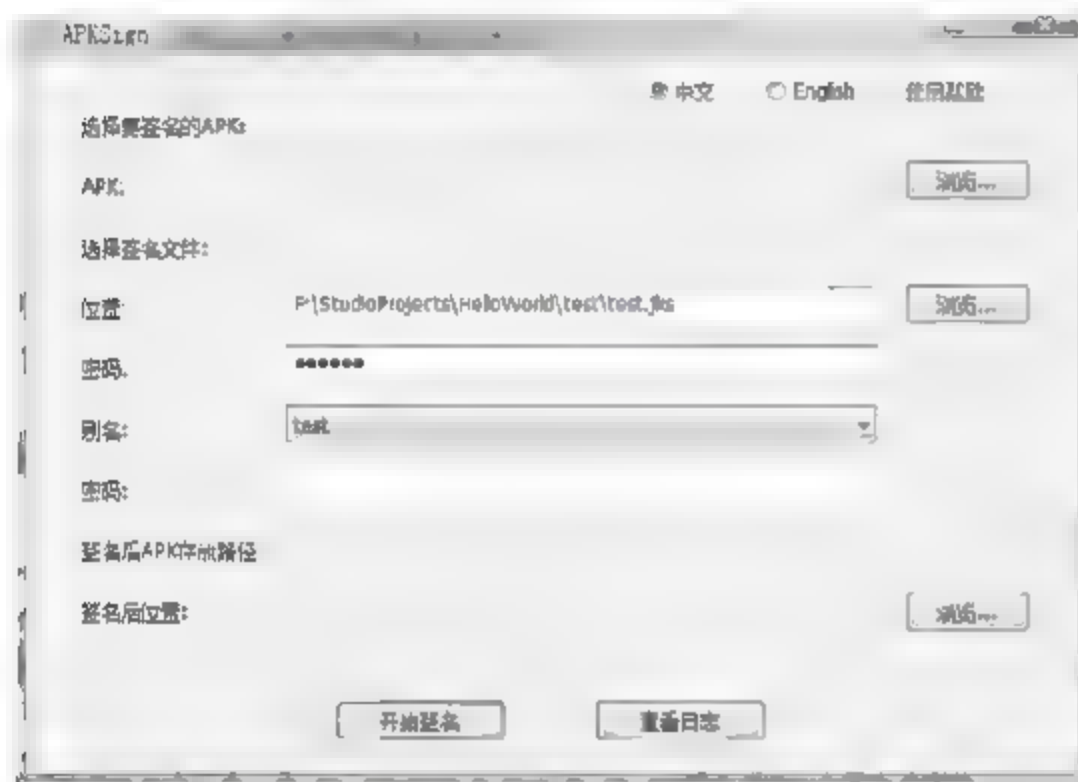 APKSign
中文 English 使用帮助
选择要签名的APK:
APK: 浏览...
选择签名文件:
位置: F:\StudioProjects\HelloWorld\test\test.jks 浏览...
密码: ●●●●●●
别名: test
密码:
签名后APK存放路径
签名后位置: 浏览...
开始签名 查看日志